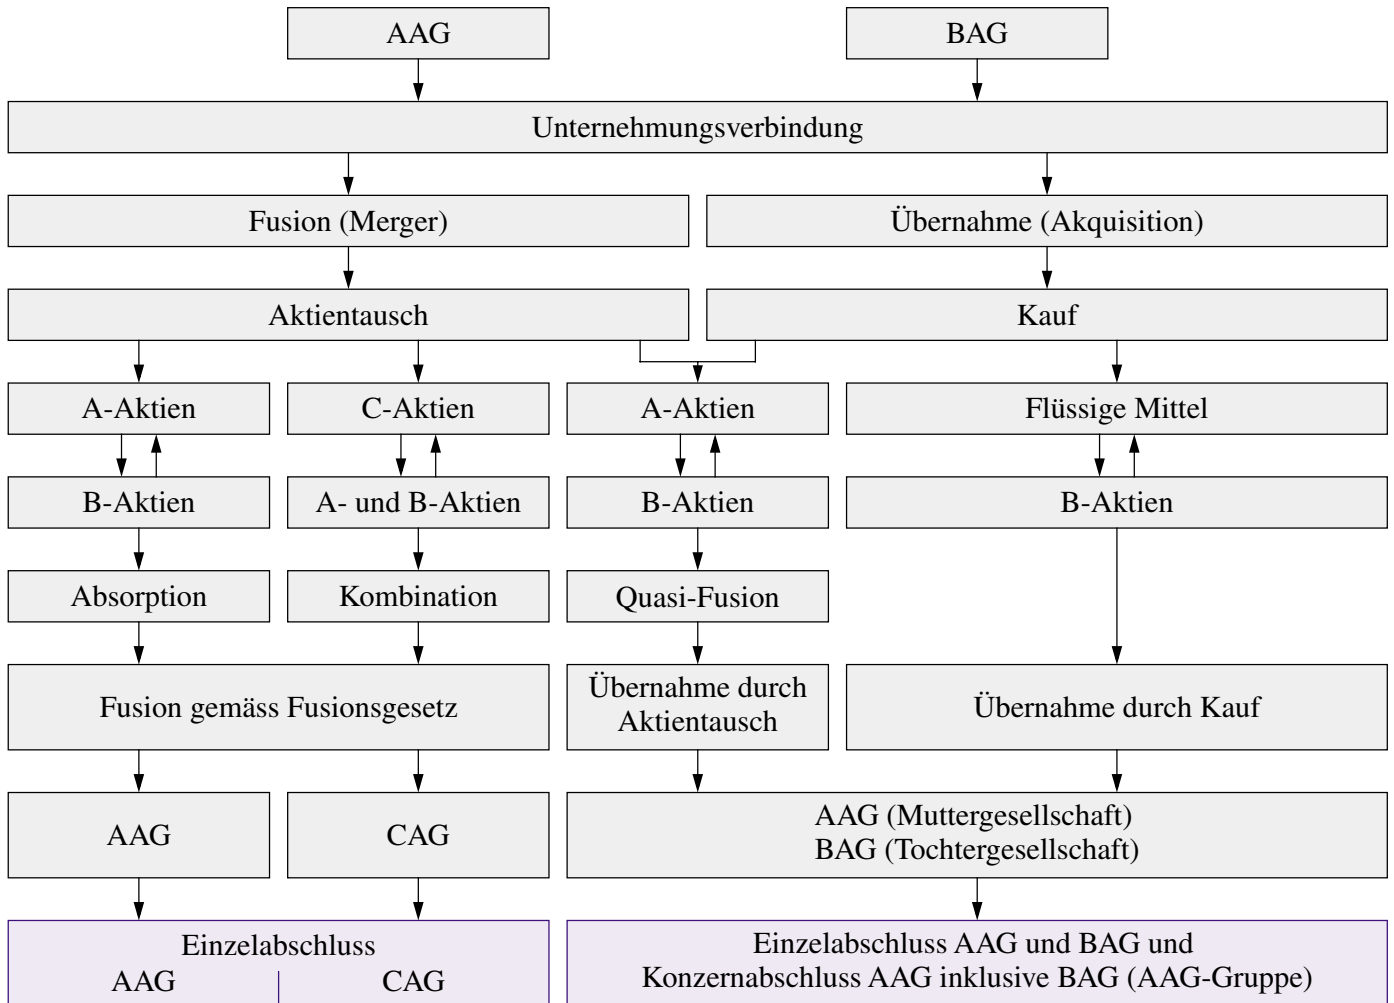 AAG
BAG
Unternehmungsverbindung
Fusion (Merger)
Übernahme (Akquisition)
Aktientausch
Kauf
A-Aktien
C-Aktien
A-Aktien
Flüssige Mittel
B-Aktien
A- und B-Aktien
B-Aktien
B-Aktien
Absorption
Kombination
Quasi-Fusion
Fusion gemäss Fusionsgesetz
Übernahme durch
Aktientausch
Übernahme durch Kauf
AAG
CAG
AAG (Muttergesellschaft)
BAG (Tochtergesellschaft)
Einzelabschluss
AAG
CAG
Einzelabschluss AAG und BAG und
Konzernabschluss AAG inklusive BAG (AAG-Gruppe)